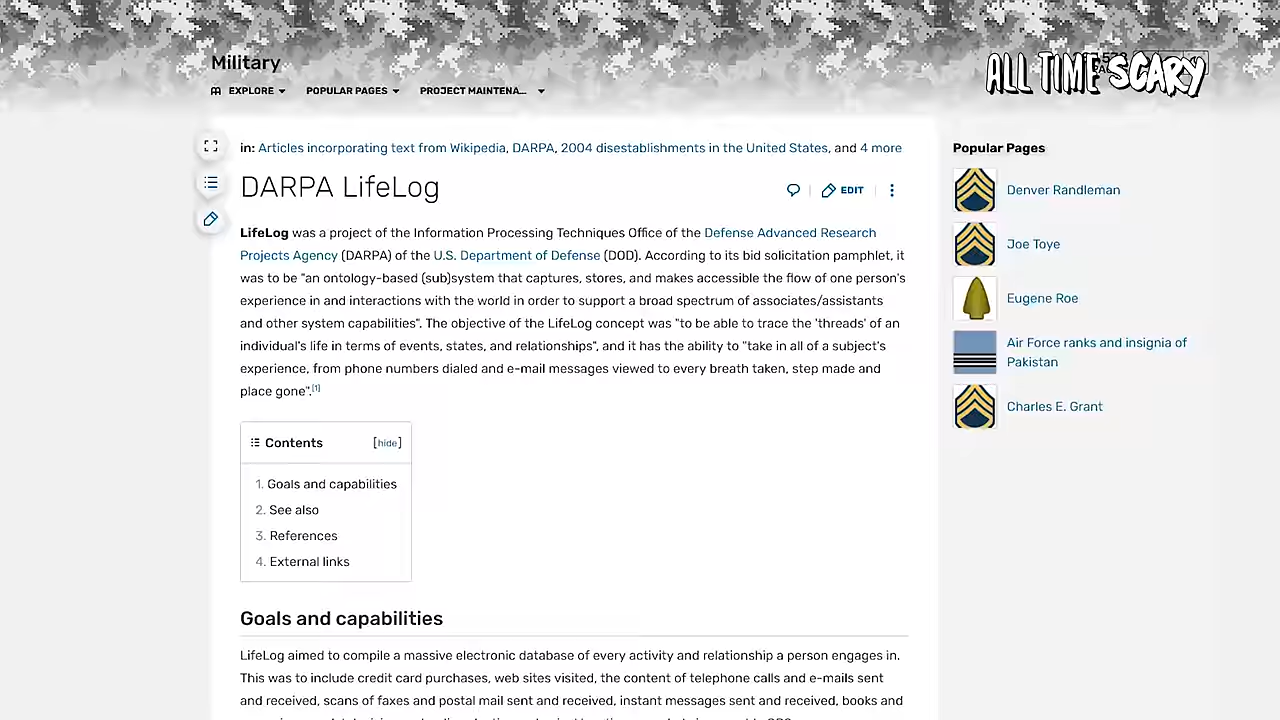 Military
ALL TIME SCARY
EXPLORE
POPULAR PAGES
PROJECT MAINTENA...
in: Articles incorporating text from Wikipedia, DARPA, 2004 disestablishments in the United States, and 4 more
DARPA LifeLog
EDIT
LifeLog was a project of the Information Processing Techniques Office of the Defense Advanced Research
Projects Agency (DARPA) of the U.S. Department of Defense (DOD). According to its bid solicitation pamphlet, it
was to be "an ontology-based (sub)system that captures, stores, and makes accessible the flow of one person's
experience in and interactions with the world in order to support a broad spectrum of associates/assistants
and other system capabilities". The objective of the LifeLog concept was "to be able to trace the 'threads' of an
individual's life in terms of events, states, and relationships", and it has the ability to "take in all of a subject's
experience, from phone numbers dialed and e-mail messages viewed to every breath taken, step made and
place gone".[1]
Contents [hide]
1. Goals and capabilities
2. See also
3. References
4. External links
Goals and capabilities
LifeLog aimed to compile a massive electronic database of every activity and relationship a person engages in.
This was to include credit card purchases, web sites visited, the content of telephone calls and e-mails sent
and received, scans of faxes and postal mail sent and received, instant messages sent and received, books and
Popular Pages
Denver Randleman
Joe Toye
Eugene Roe
Air Force ranks and insignia of
Pakistan
Charles E. Grant